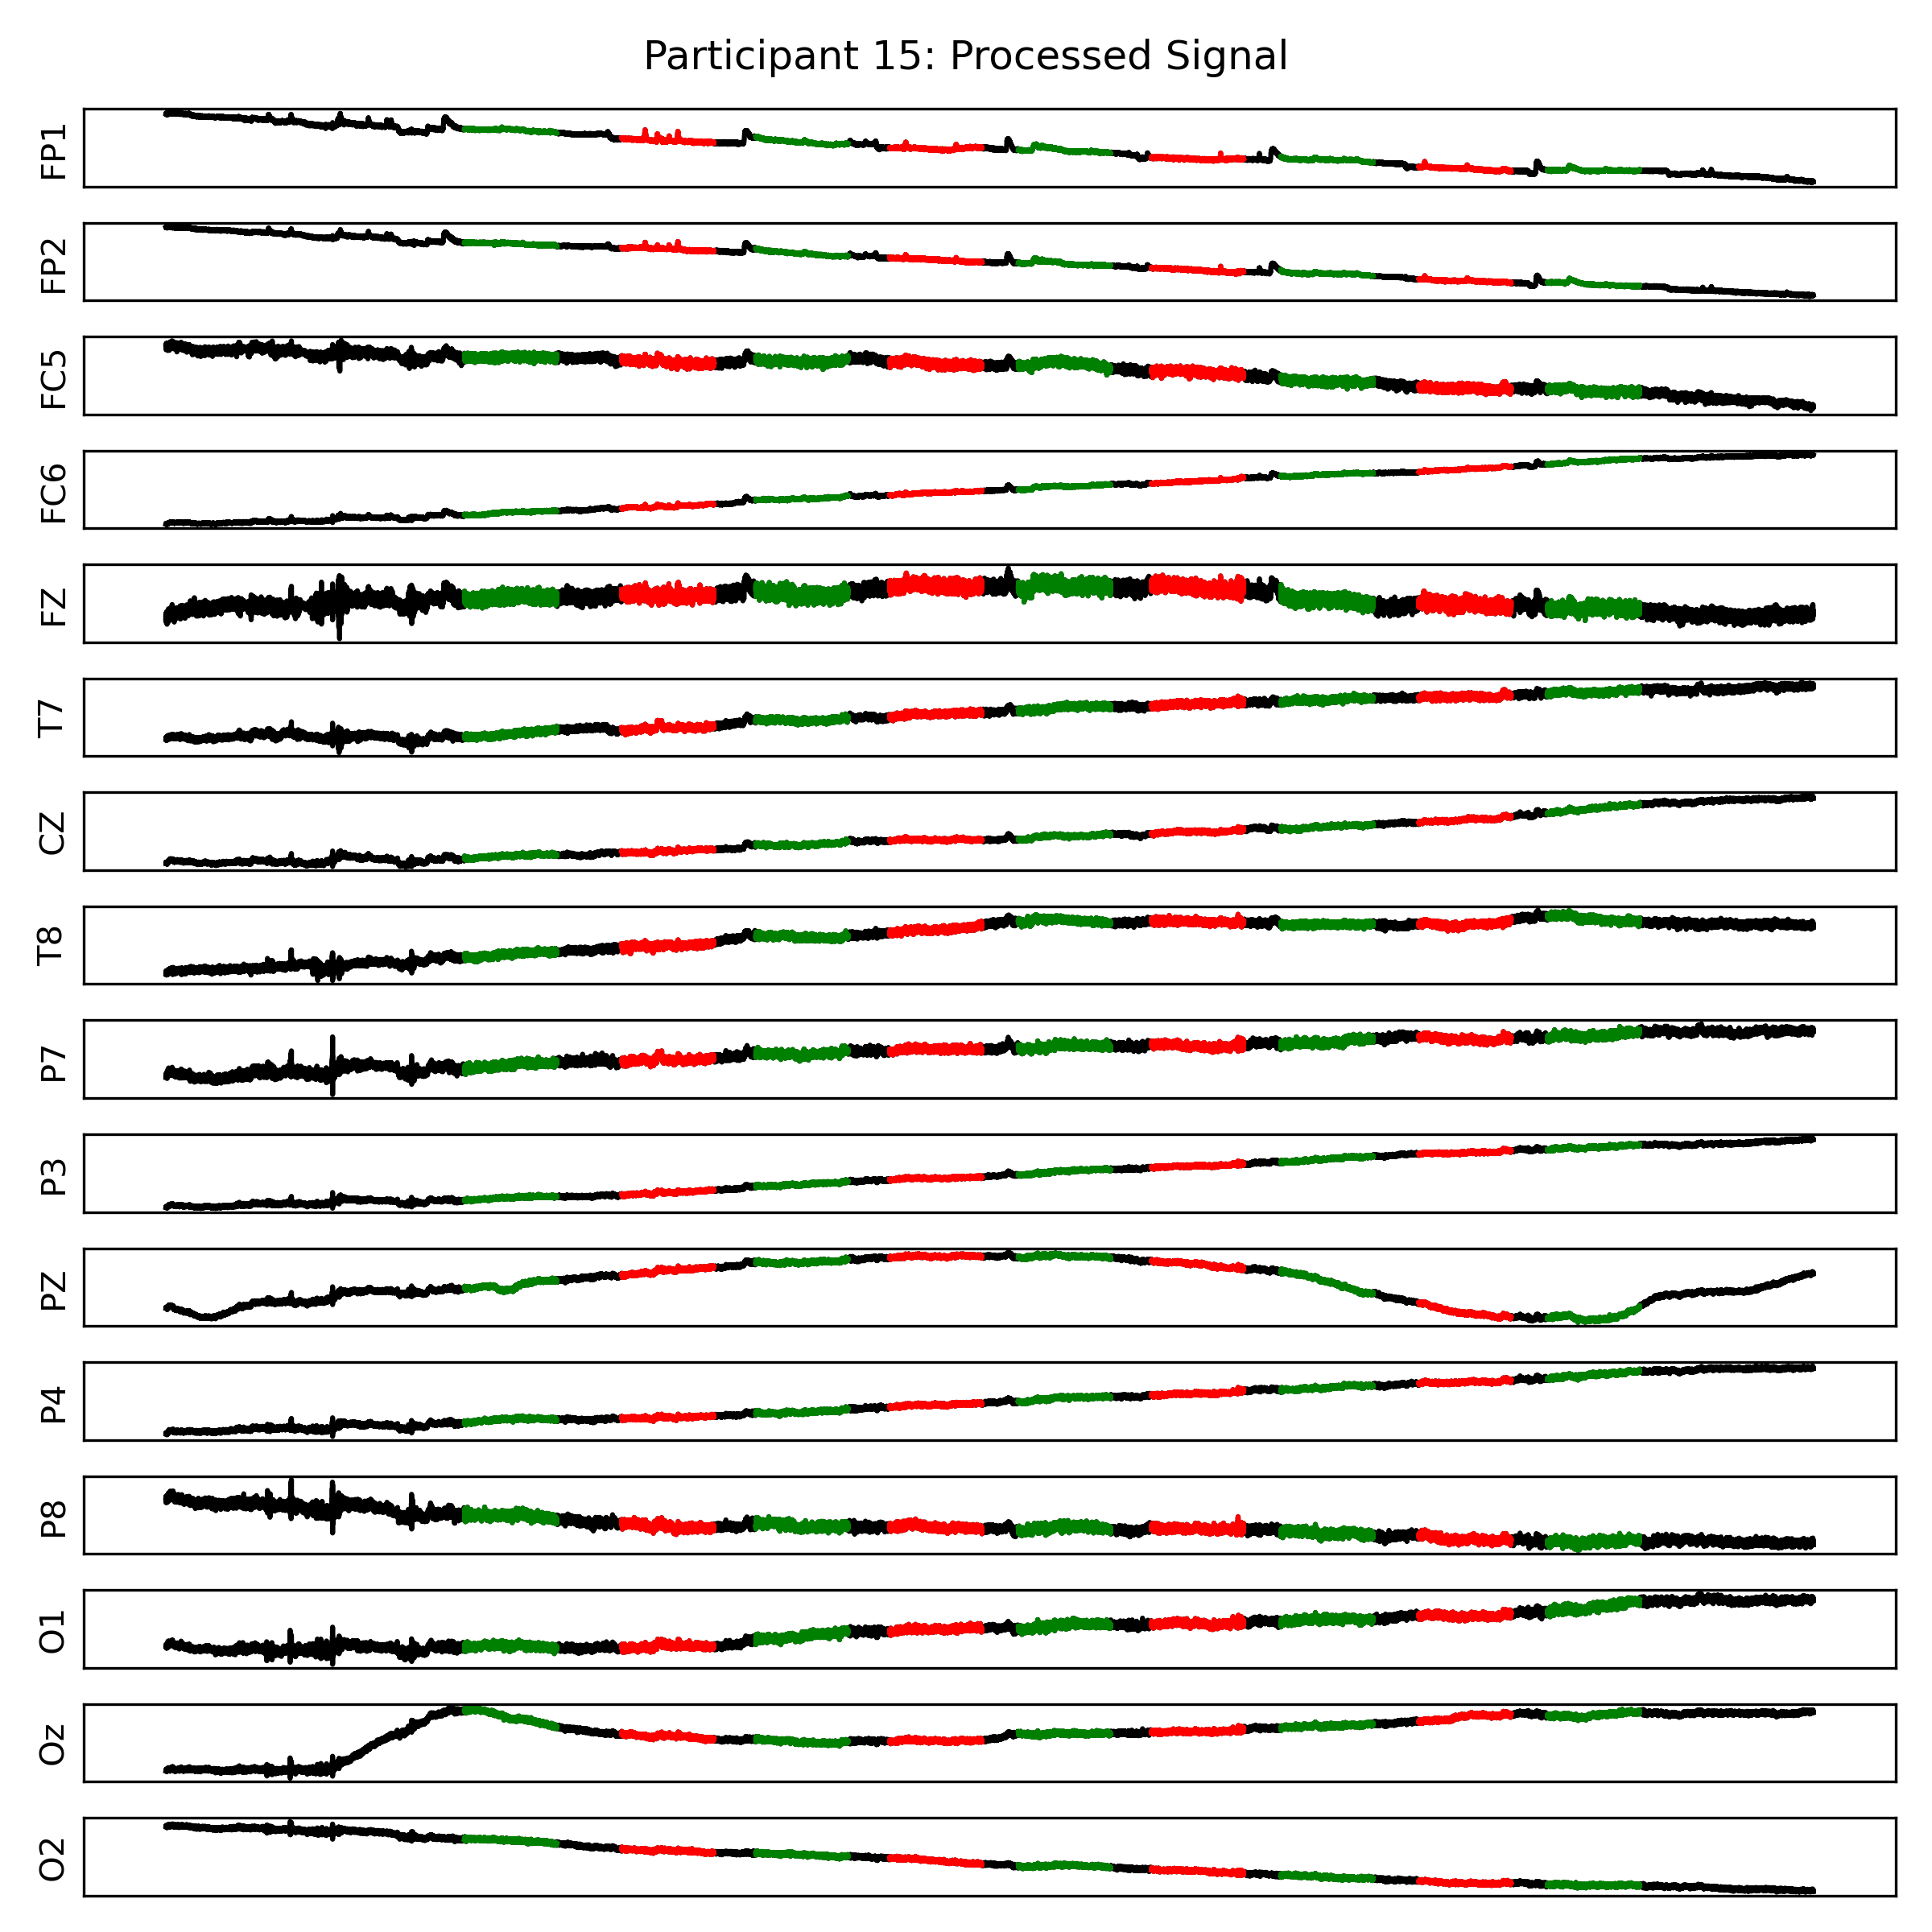 Participant 15: Processed Signal
FP1
FP2
FC5
FC6
FZ
T7
CZ
T8
P7
P3
PZ
P4
P8
O1
Oz
O2